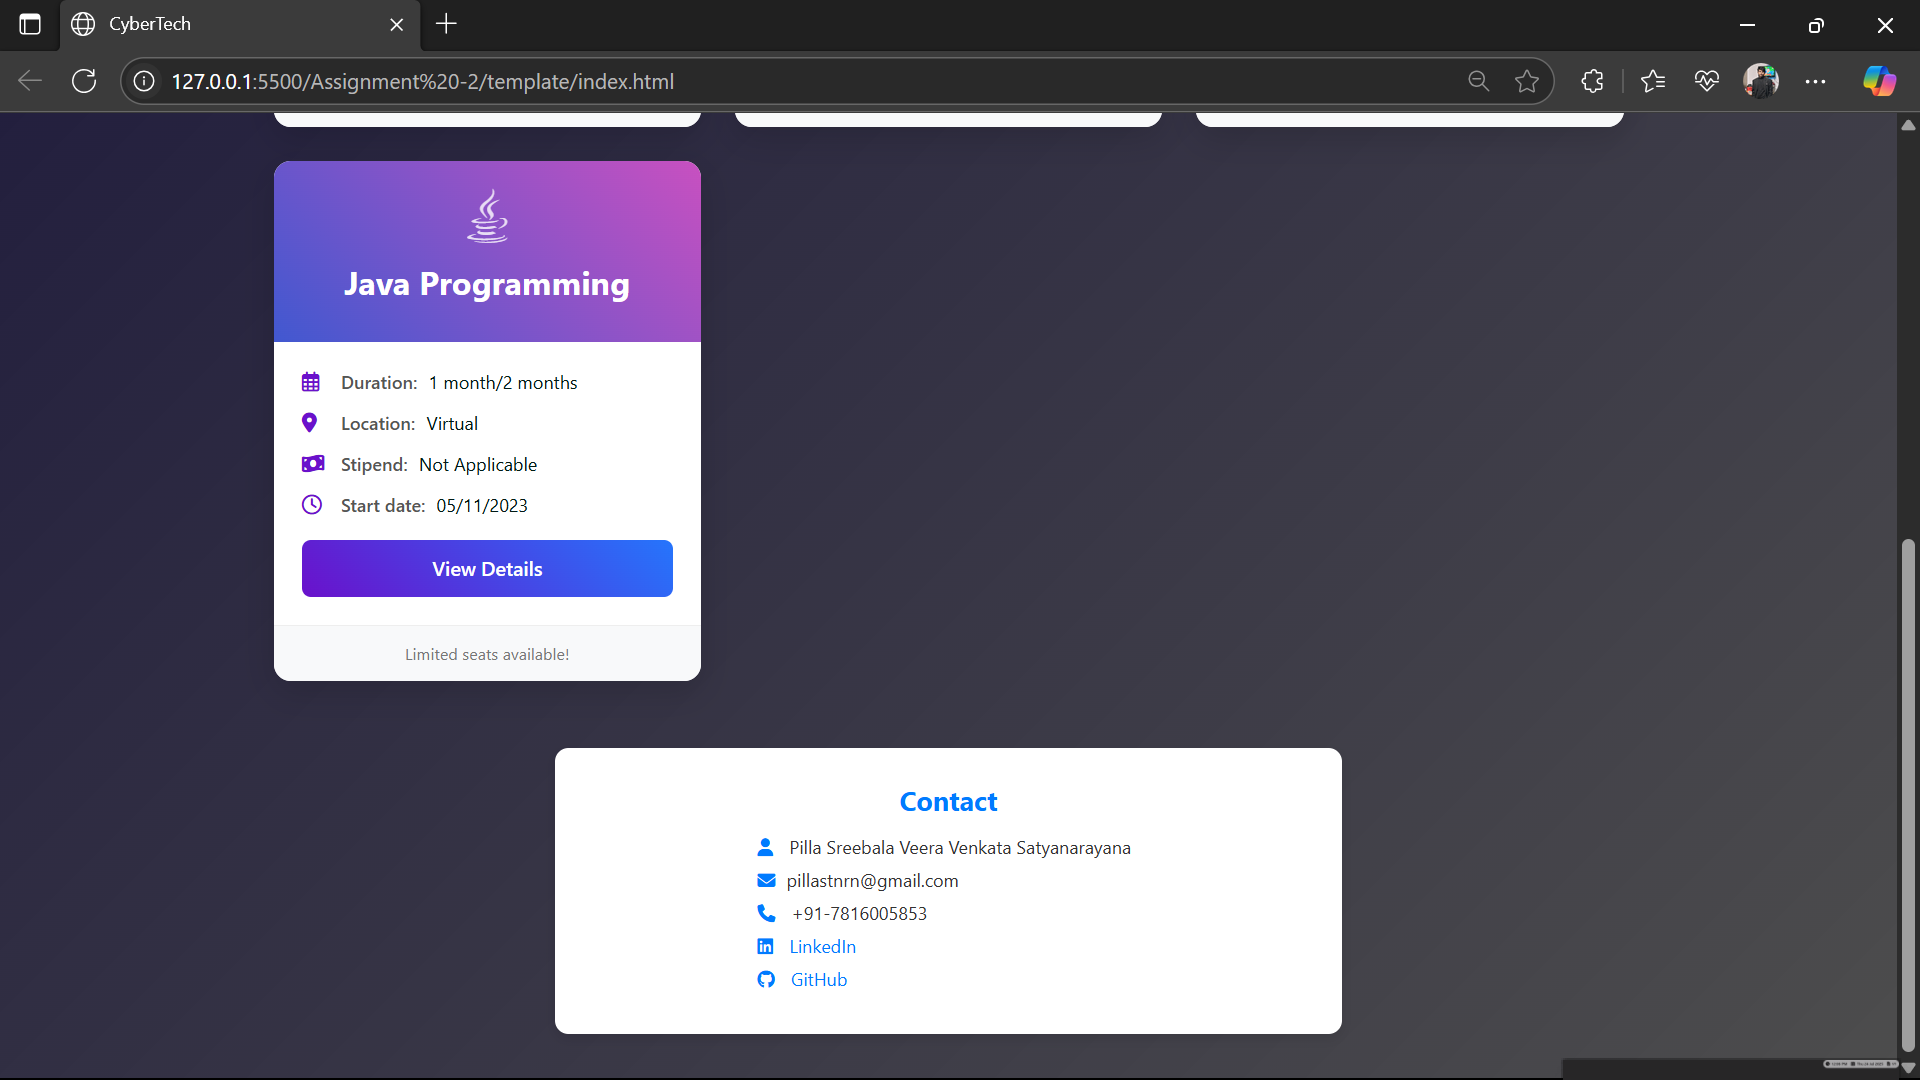 CyberTech
127.0.0.1:5500/Assignment%20-2/template/index.html
Java Programming
Duration: 1 month/2 months
Location: Virtual
Stipend: Not Applicable
Start date: 05/11/2023
View Details
Limited seats available!
Contact
Pilla Sreebala Veera Venkata Satyanarayana
pillastnrn@gmail.com
+91-7816005853
LinkedIn
GitHub